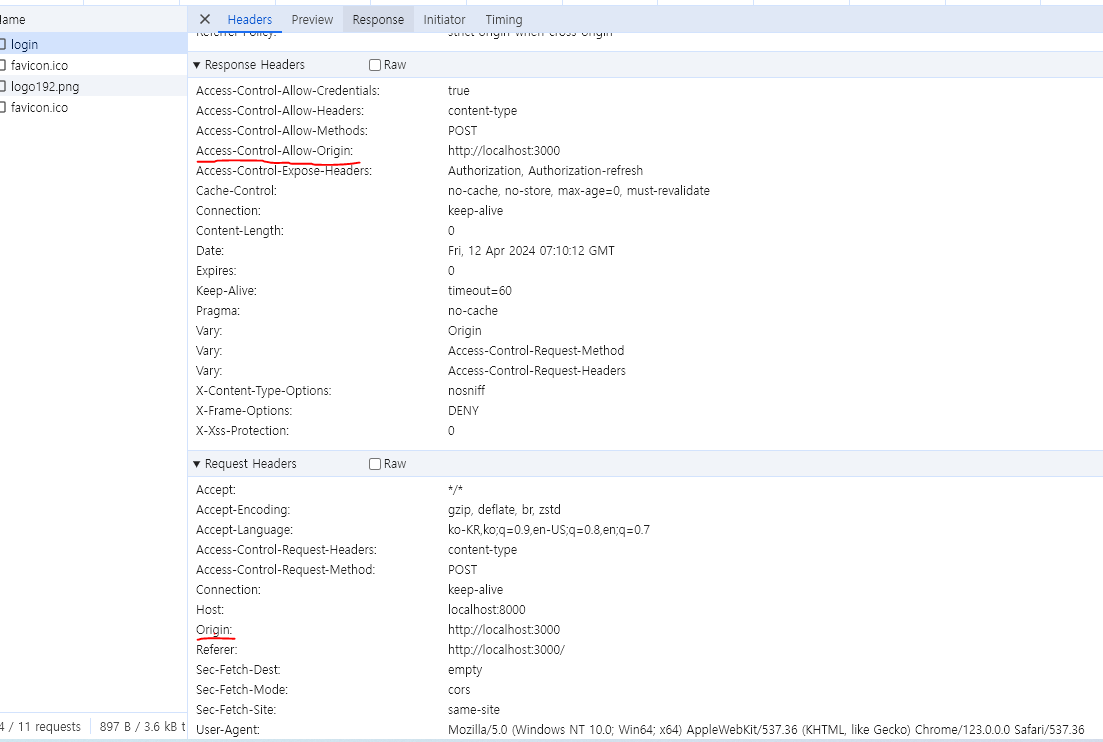 lame
login
favicon.ico
logo192.png
favicon.ico
4 / 11 requests 897 B / 3.6 kB t
Headers Preview Response Initiator Timing
Referrer-Policy: strict-origin-when-cross-origin
▼ Response Headers Raw
Access-Control-Allow-Credentials: true
Access-Control-Allow-Headers: content-type
Access-Control-Allow-Methods: POST
Access-Control-Allow-Origin: http://localhost:3000
Access-Control-Expose-Headers: Authorization, Authorization-refresh
Cache-Control: no-cache, no-store, max-age=0, must-revalidate
Connection: keep-alive
Content-Length: 0
Date: Fri, 12 Apr 2024 07:10:12 GMT
Expires: 0
Keep-Alive: timeout=60
Pragma: no-cache
Vary: Origin
Vary: Access-Control-Request-Method
Vary: Access-Control-Request-Headers
X-Content-Type-Options: nosniff
X-Frame-Options: DENY
X-Xss-Protection: 0
▼ Request Headers Raw
Accept: */*
Accept-Encoding: gzip, deflate, br, zstd
Accept-Language: ko-KR,ko;q=0.9,en-US;q=0.8,en;q=0.7
Access-Control-Request-Headers: content-type
Access-Control-Request-Method: POST
Connection: keep-alive
Host: localhost:8000
Origin: http://localhost:3000
Referer: http://localhost:3000/
Sec-Fetch-Dest: empty
Sec-Fetch-Mode: cors
Sec-Fetch-Site: same-site
User-Agent: Mozilla/5.0 (Windows NT 10.0; Win64; x64) AppleWebKit/537.36 (KHTML, like Gecko) Chrome/123.0.0.0 Safari/537.36